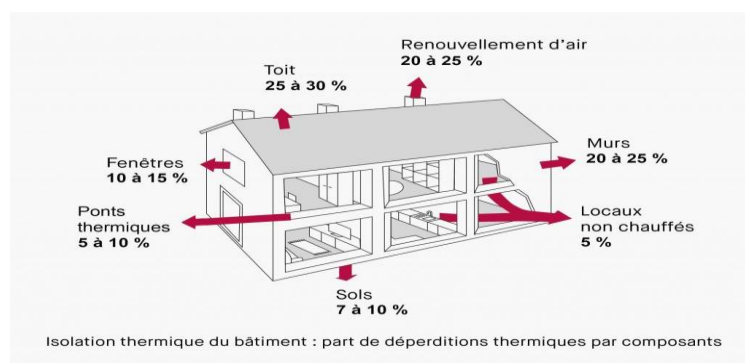 Renouvellement d'air
20 à 25 %
Toit
25 à 30 %
Murs
20 à 25 %
Fenêtres
10 à 15 %
Ponts
thermiques
5 à 10 %
Locaux
non chauffés
5 %
Sols
7 à 10 %
Isolation thermique du bâtiment : part de déperditions thermiques par composants